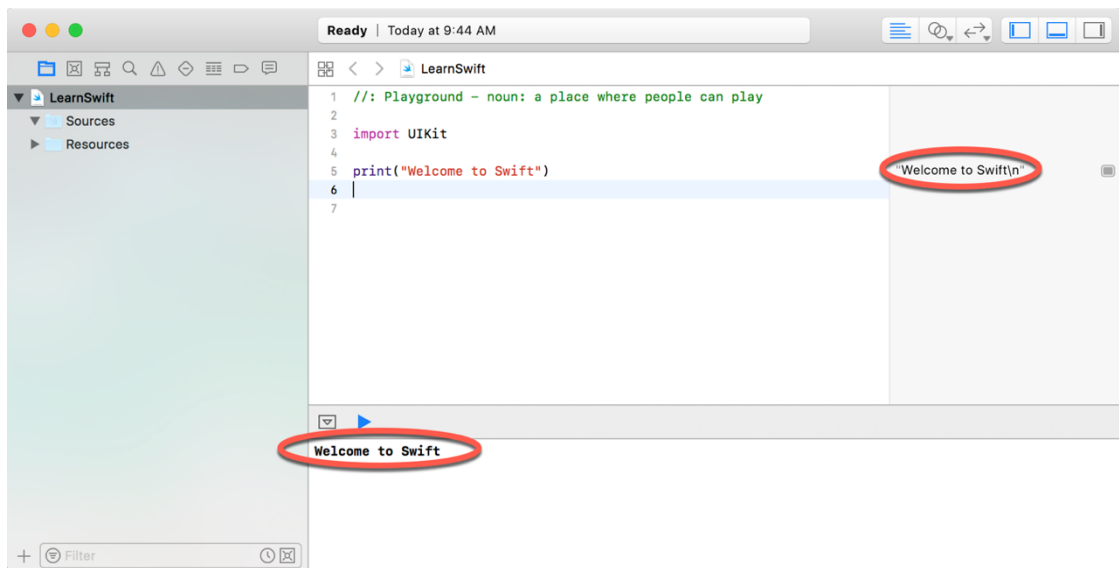 Ready | Today at 9:44 AM
LearnSwift
LearnSwift
Sources
Resources
1 //: Playground – noun: a place where people can play
2
3 import UIKit
4
5 print("Welcome to Swift")
6
7
"Welcome to Swift\n"
Welcome to Swift
Filter